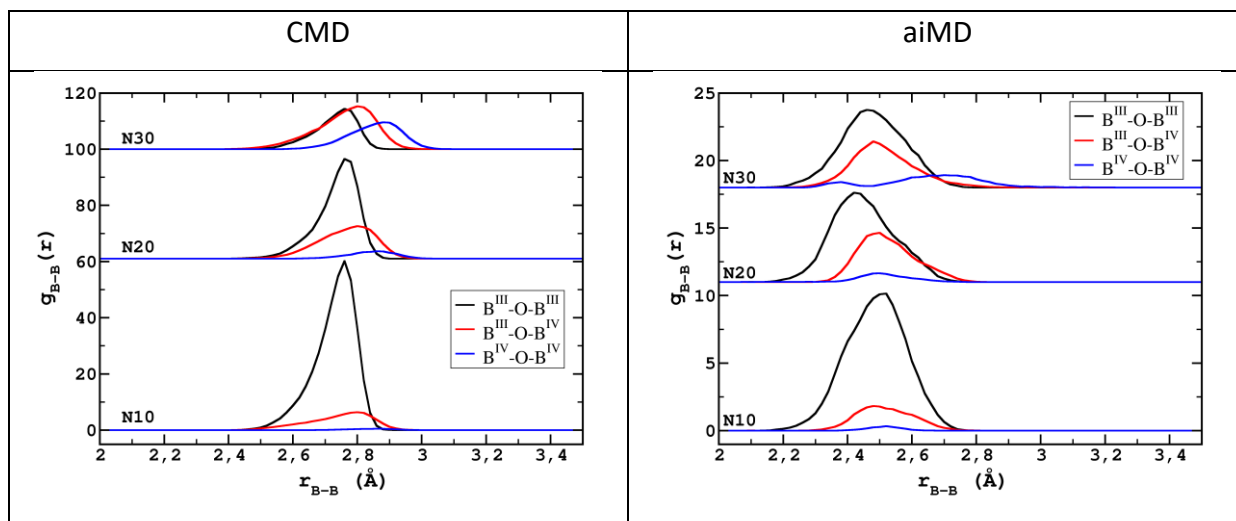 CMD
aiMD
120
100
80
60
40
20
0
g_B-B(r)
N30
N20
N10
B^III-O-B^III
B^III-O-B^IV
B^IV-O-B^IV
2 2,2 2,4 2,6 2,8 3 3,2 3,4
r_B-B (Å)
25
20
15
10
5
0
g_B-B(r)
N30
N20
N10
B^III-O-B^III
B^III-O-B^IV
B^IV-O-B^IV
2 2,2 2,4 2,6 2,8 3 3,2 3,4
r_B-B (Å)